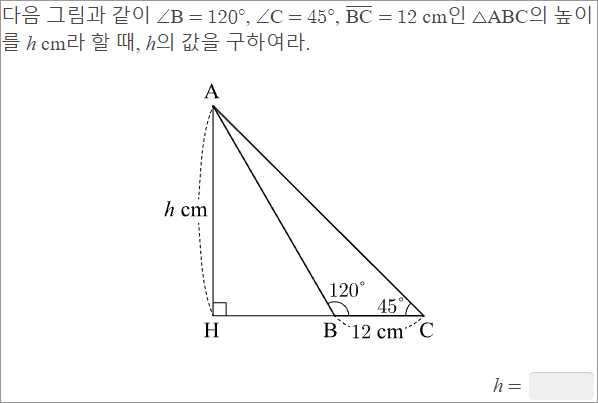 다음 그림과 같이 ∠B = 120°, ∠C = 45°, \overline{BC} = 12 cm인 △ABC의 높이
를 h cm라 할 때, h의 값을 구하여라.
A
h cm
120°
45°
H
B
12 cm
C
h =